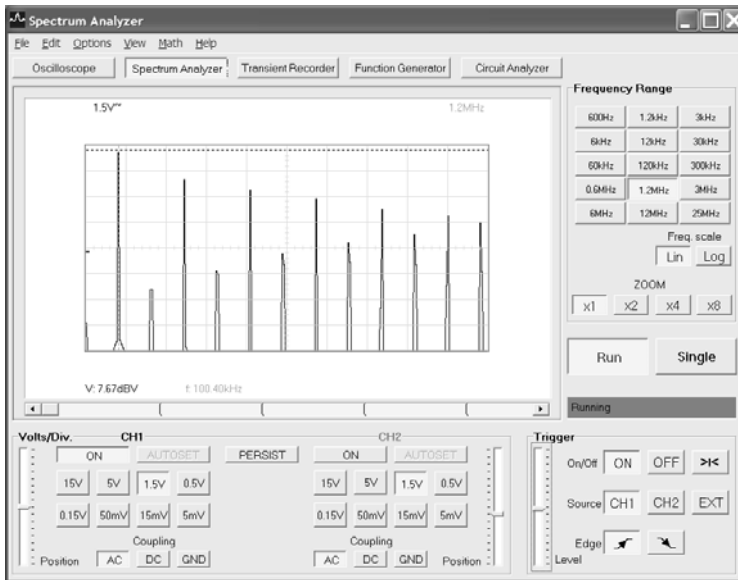 Spectrum Analyzer
File Edit Options View Math Help
Oscilloscope Spectrum Analyzer Transient Recorder Function Generator Circuit Analyzer
1.5V~ 1.2MHz
V: 7.67dBV f: 100.40kHz
Frequency Range
600Hz 1.2kHz 3kHz
6kHz 12kHz 30kHz
60kHz 120kHz 300kHz
0.6MHz 1.2MHz 3MHz
6MHz 12MHz 25MHz
Freq. scale
Lin Log
ZOOM
x1 x2 x4 x8
Run Single
Running
Volts/Div. CH1 CH2
ON AUTOSET PERSIST ON AUTOSET
15V 5V 1.5V 0.5V 15V 5V 1.5V 0.5V
0.15V 50mV 15mV 5mV 0.15V 50mV 15mV 5mV
Coupling Coupling
Position AC DC GND AC DC GND Position
Trigger
On/Off ON OFF >I<
Source CH1 CH2 EXT
Edge
Level